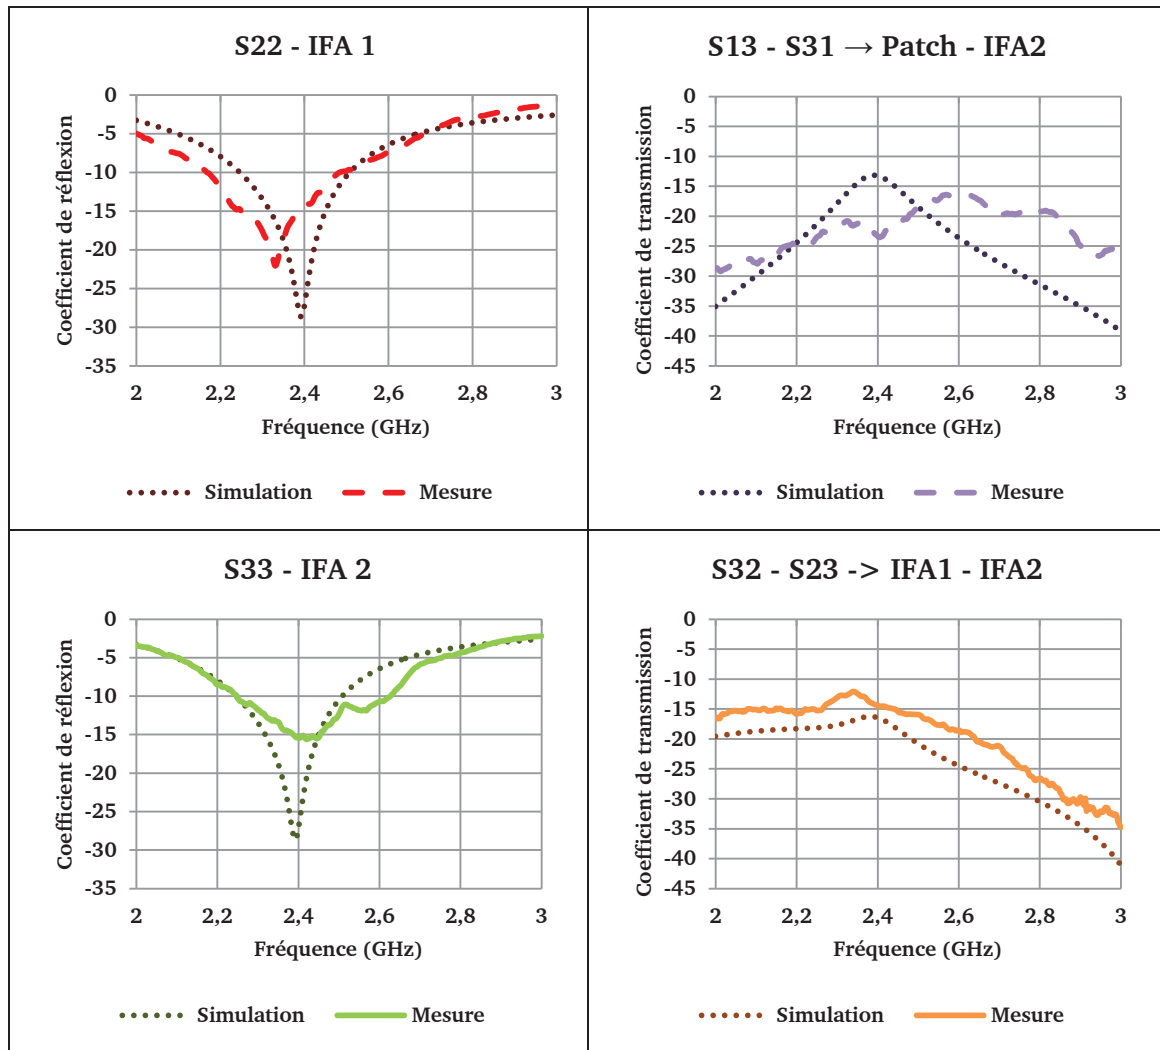 S22 - IFA 1
Coefficient de réflexion
0
-5
-10
-15
-20
-25
-30
-35
2 2,2 2,4 2,6 2,8 3
Fréquence (GHz)
Simulation Mesure
S13 - S31 → Patch - IFA2
Coefficient de transmission
0
-5
-10
-15
-20
-25
-30
-35
-40
-45
2 2,2 2,4 2,6 2,8 3
Fréquence (GHz)
Simulation Mesure
S33 - IFA 2
Coefficient de réflexion
0
-5
-10
-15
-20
-25
-30
-35
2 2,2 2,4 2,6 2,8 3
Fréquence (GHz)
Simulation Mesure
S32 - S23 -> IFA1 - IFA2
Coefficient de transmission
0
-5
-10
-15
-20
-25
-30
-35
-40
-45
2 2,2 2,4 2,6 2,8 3
Fréquence (GHz)
Simulation Mesure